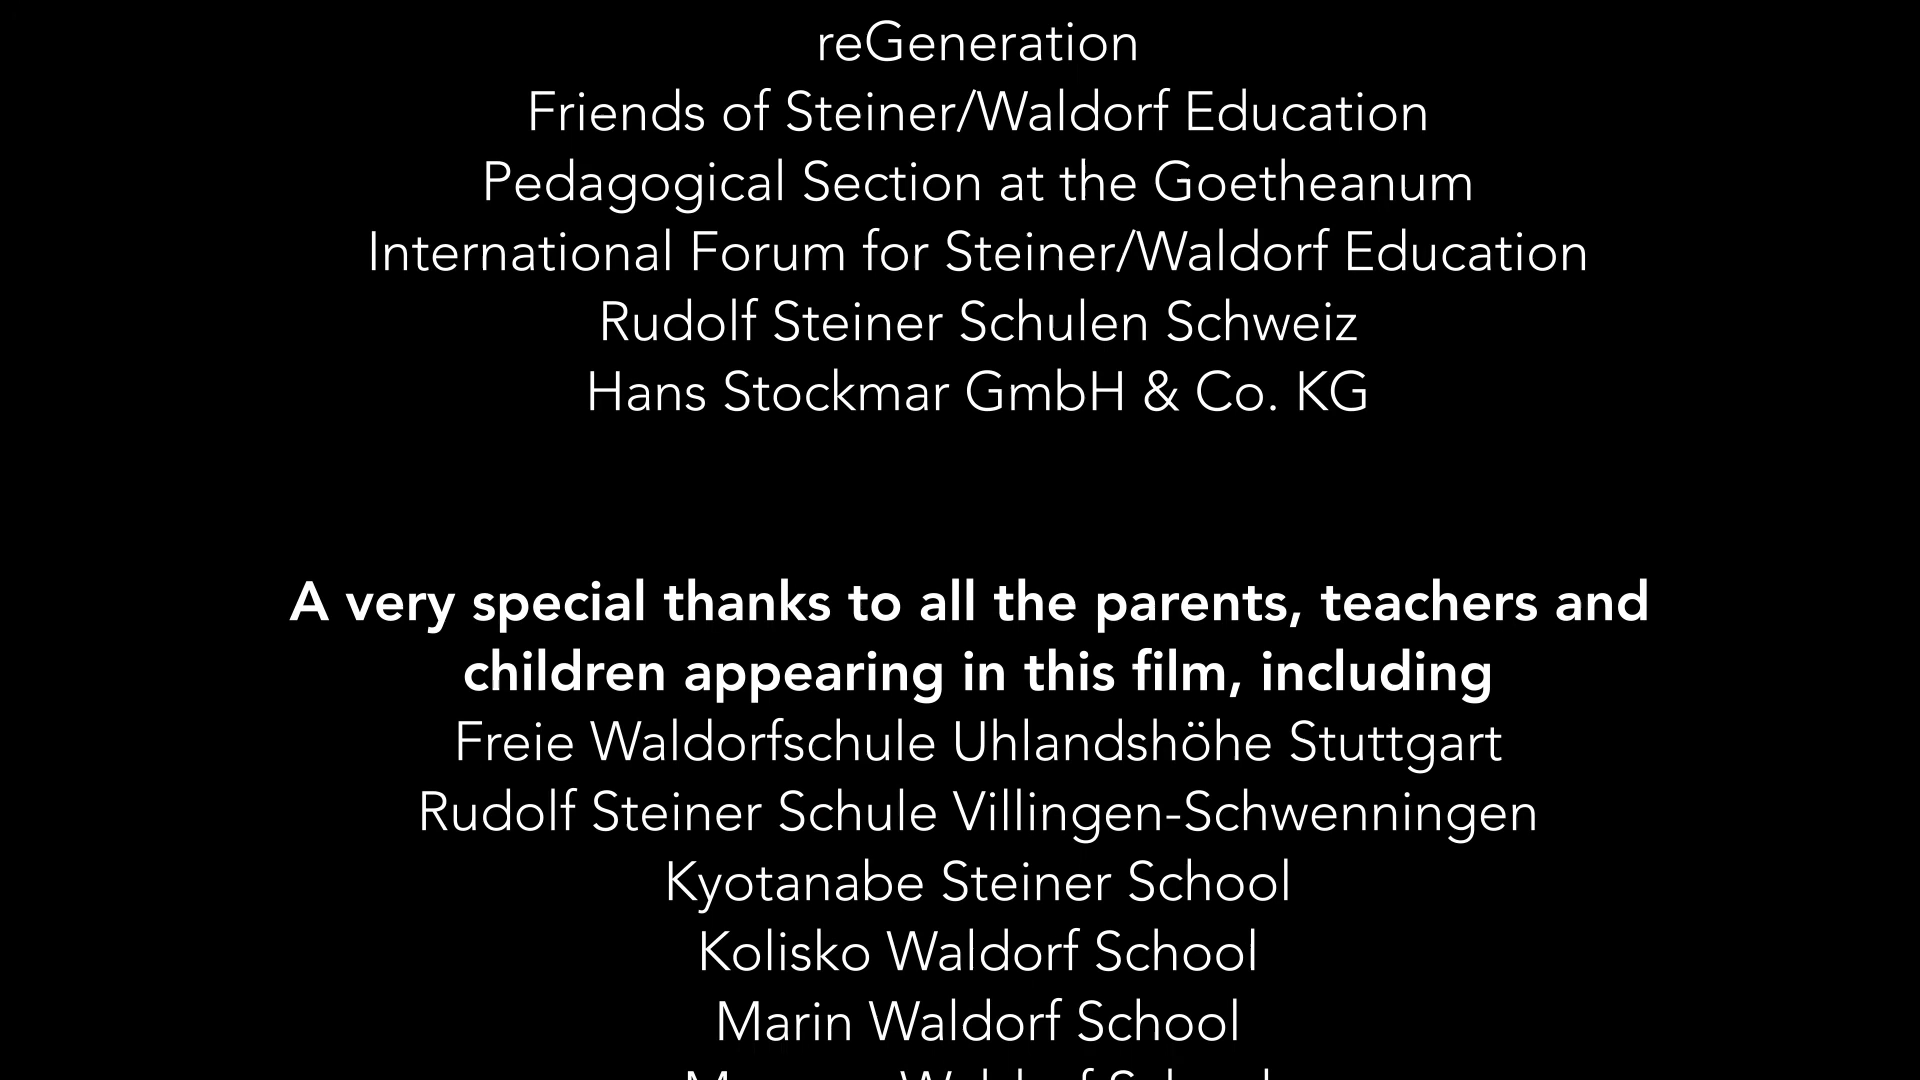 reGeneration
Friends of Steiner/Waldorf Education
Pedagogical Section at the Goetheanum
International Forum for Steiner/Waldorf Education
Rudolf Steiner Schulen Schweiz
Hans Stockmar GmbH & Co. KG
A very special thanks to all the parents, teachers and
children appearing in this film, including
Freie Waldorfschule Uhlandshöhe Stuttgart
Rudolf Steiner Schule Villingen-Schwenningen
Kyotanabe Steiner School
Kolisko Waldorf School
Marin Waldorf School
Waldorf School